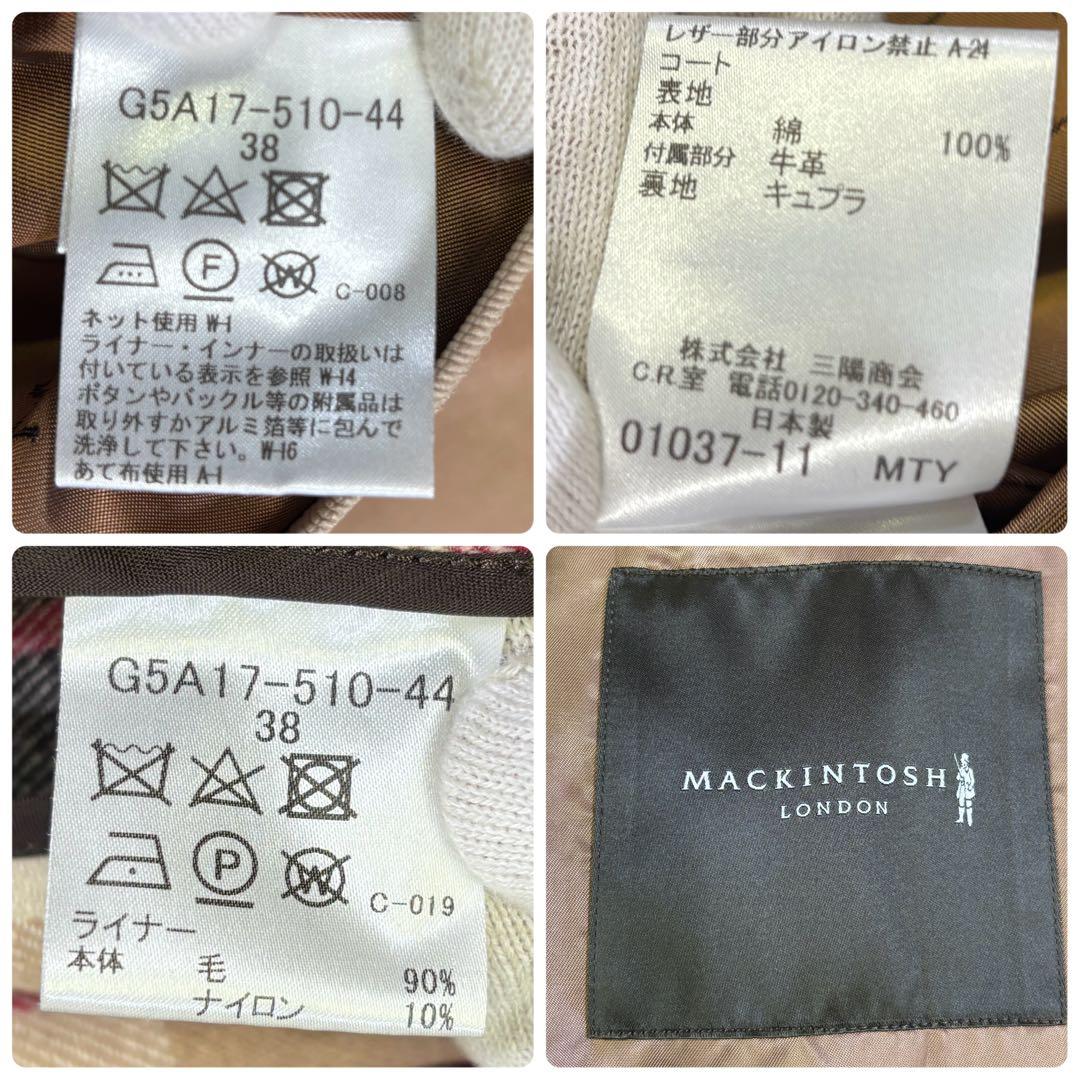 G5A17-510-44
38
F W C-008
ネット使用 W-1
ライナー・インナーの取扱いは
付いている表示を参照 W-14
ボタンやバックル等の附属品は
取り外すかアルミ箔等に包んで
洗浄して下さい。W-16
あて布使用 A-1
レザー部分アイロン禁止 A-24
コート
表地
本体 綿 100%
付属部分 牛革
裏地 キュプラ
株式会社 三陽商会
C.R.室 電話0120-340-460
日本製
01037-11 MTY
G5A17-510-44
38
P W C-019
ライナー
本体 毛 90%
ナイロン 10%
MACKINTOSH
LONDON